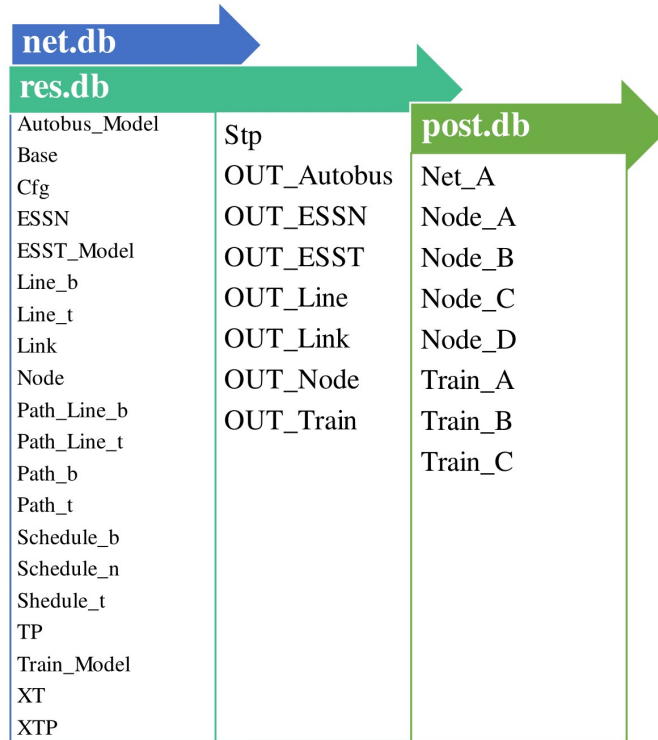 net.db
res.db
post.db
Autobus_Model
Base
Cfg
ESSN
ESST_Model
Line_b
Line_t
Link
Node
Path_Line_b
Path_Line_t
Path_b
Path_t
Schedule_b
Schedule_n
Shedule_t
TP
Train_Model
XT
XTP
Stp
OUT_Autobus
OUT_ESSN
OUT_ESST
OUT_Line
OUT_Link
OUT_Node
OUT_Train
Net_A
Node_A
Node_B
Node_C
Node_D
Train_A
Train_B
Train_C